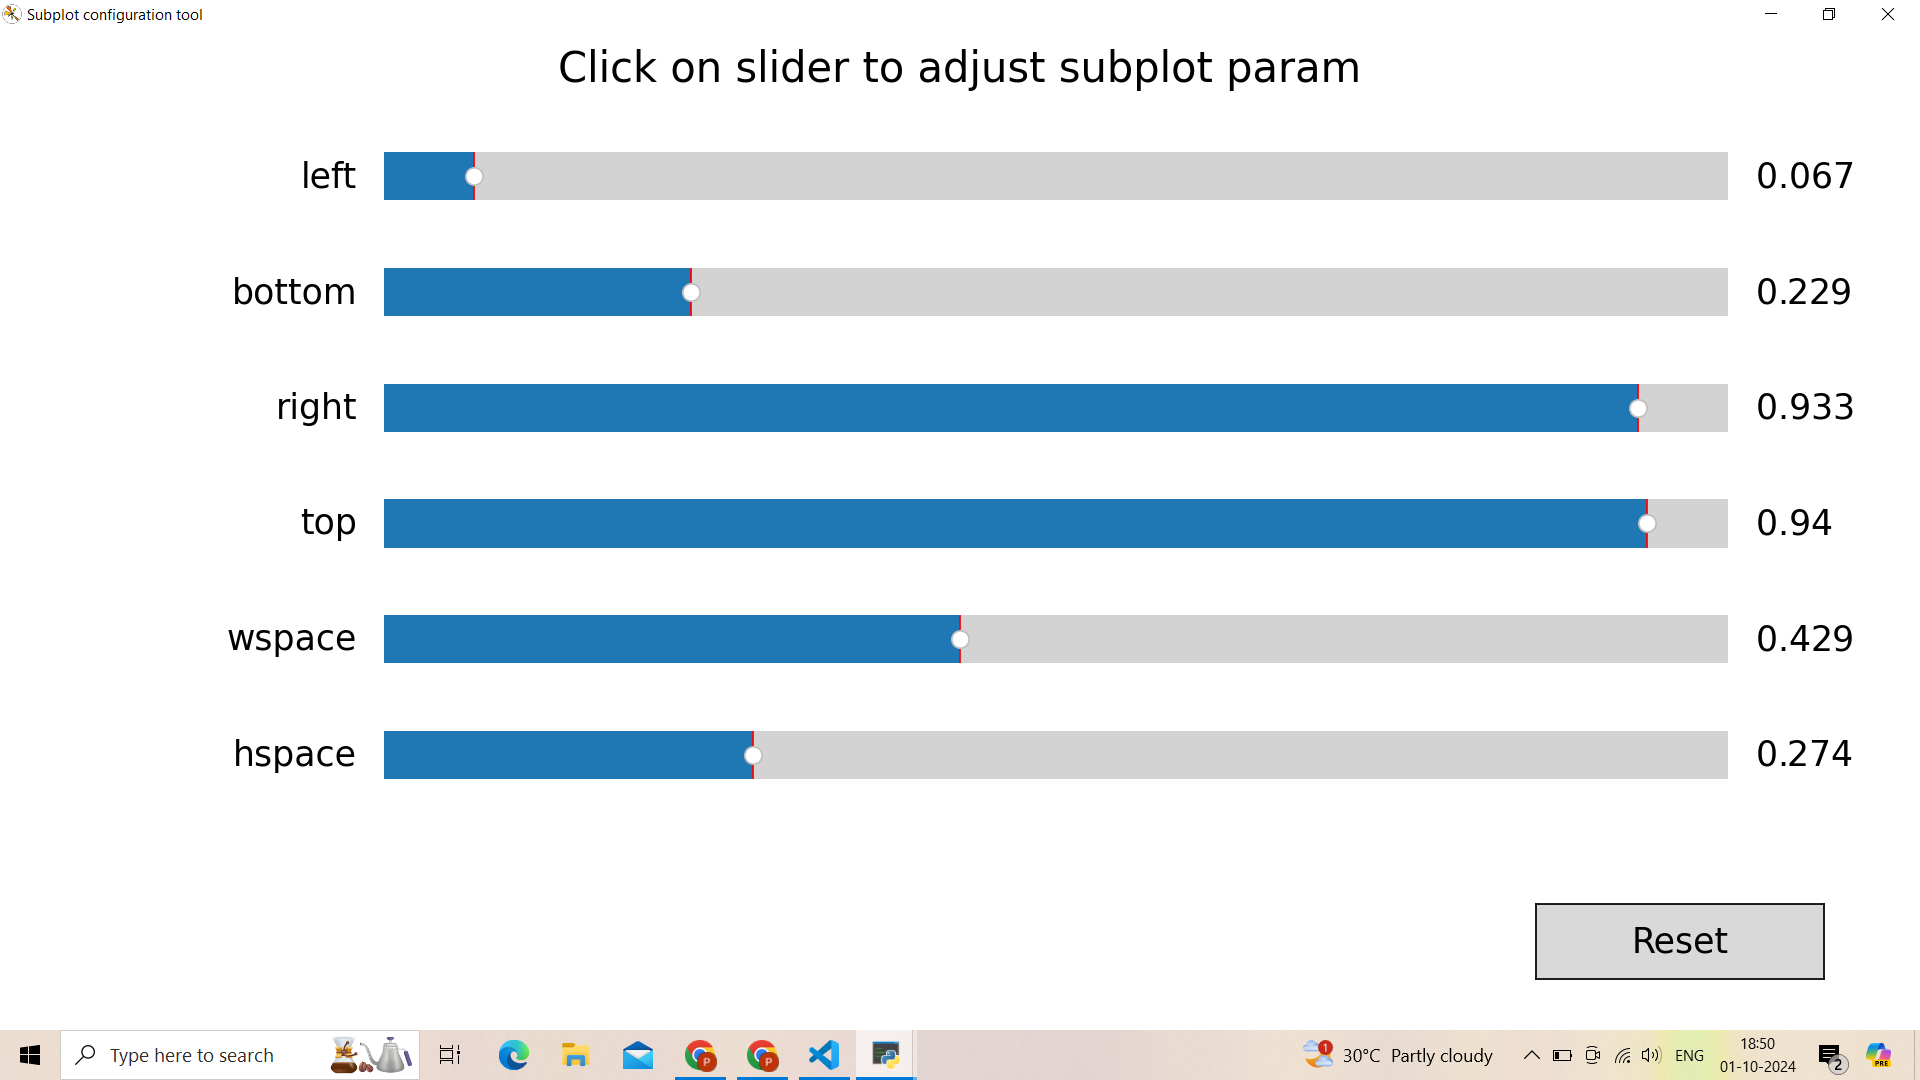 Subplot configuration tool
Click on slider to adjust subplot param
left 0.067
bottom 0.229
right 0.933
top 0.94
wspace 0.429
hspace 0.274
Reset
Type here to search
P
P
1
30°C Partly cloudy
ENG
18:50
01-10-2024
2
PRE